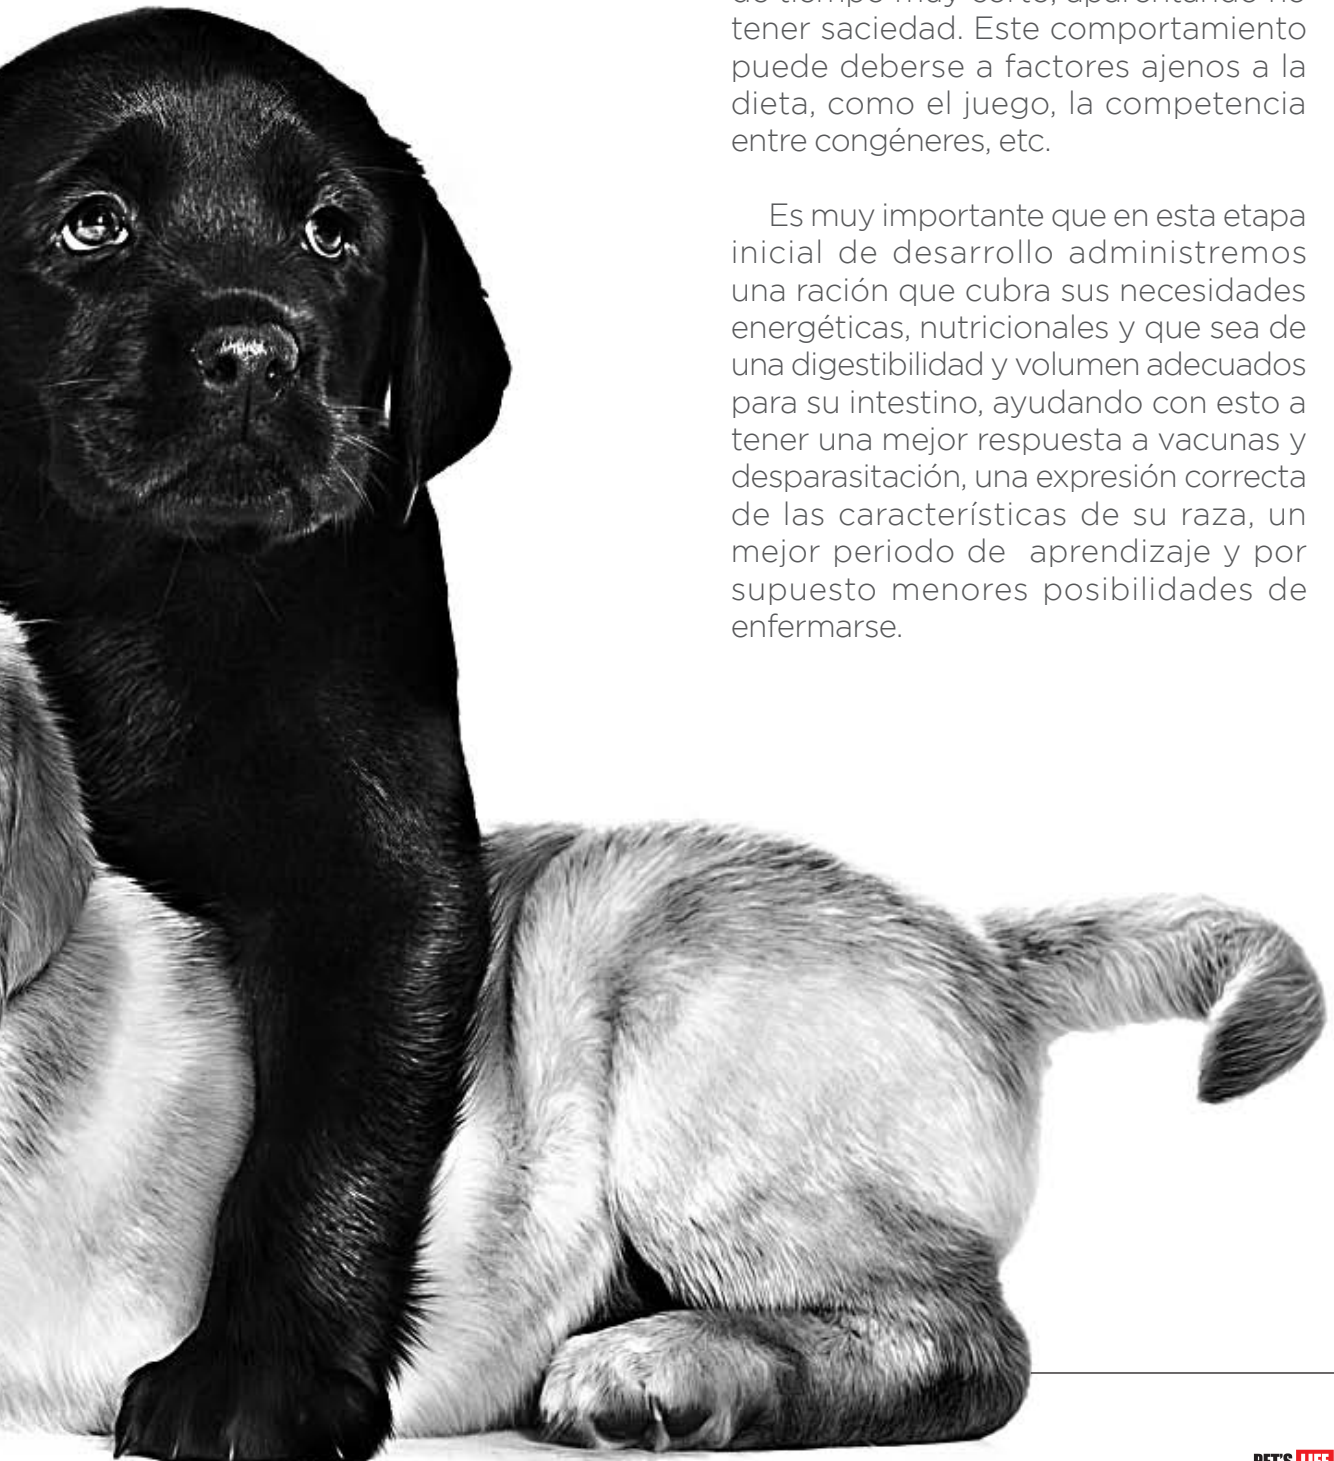 tener saciedad. Este comportamiento
puede deberse a factores ajenos a la
dieta, como el juego, la competencia
entre congéneres, etc.
Es muy importante que en esta etapa
inicial de desarrollo administremos
una ración que cubra sus necesidades
energéticas, nutricionales y que sea de
una digestibilidad y volumen adecuados
para su intestino, ayudando con esto a
tener una mejor respuesta a vacunas y
desparasitación, una expresión correcta
de las características de su raza, un
mejor periodo de aprendizaje y por
supuesto menores posibilidades de
enfermarse.
PET'S LIFE